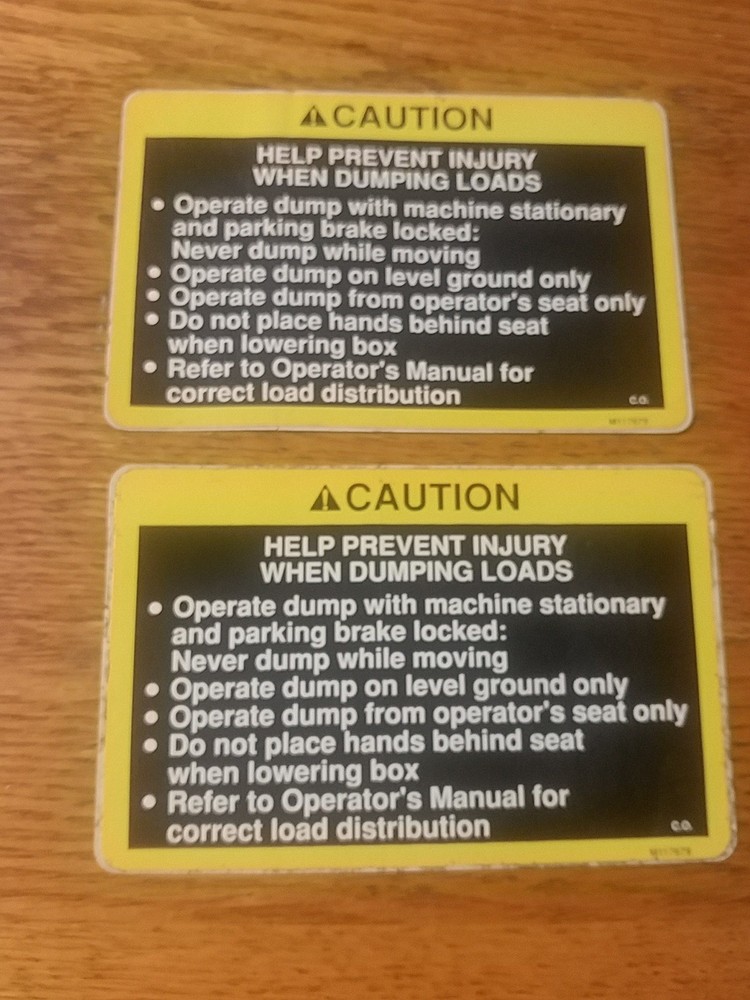 CAUTION
HELP PREVENT INJURY
WHEN DUMPING LOADS
• Operate dump with machine stationary
and parking brake locked:
Never dump while moving
• Operate dump on level ground only
• Operate dump from operator's seat only
• Do not place hands behind seat
when lowering box
• Refer to Operator's Manual for
correct load distribution
C.O.
CAUTION
HELP PREVENT INJURY
WHEN DUMPING LOADS
• Operate dump with machine stationary
and parking brake locked:
Never dump while moving
• Operate dump on level ground only
• Operate dump from operator's seat only
• Do not place hands behind seat
when lowering box
• Refer to Operator's Manual for
correct load distribution
C.O.